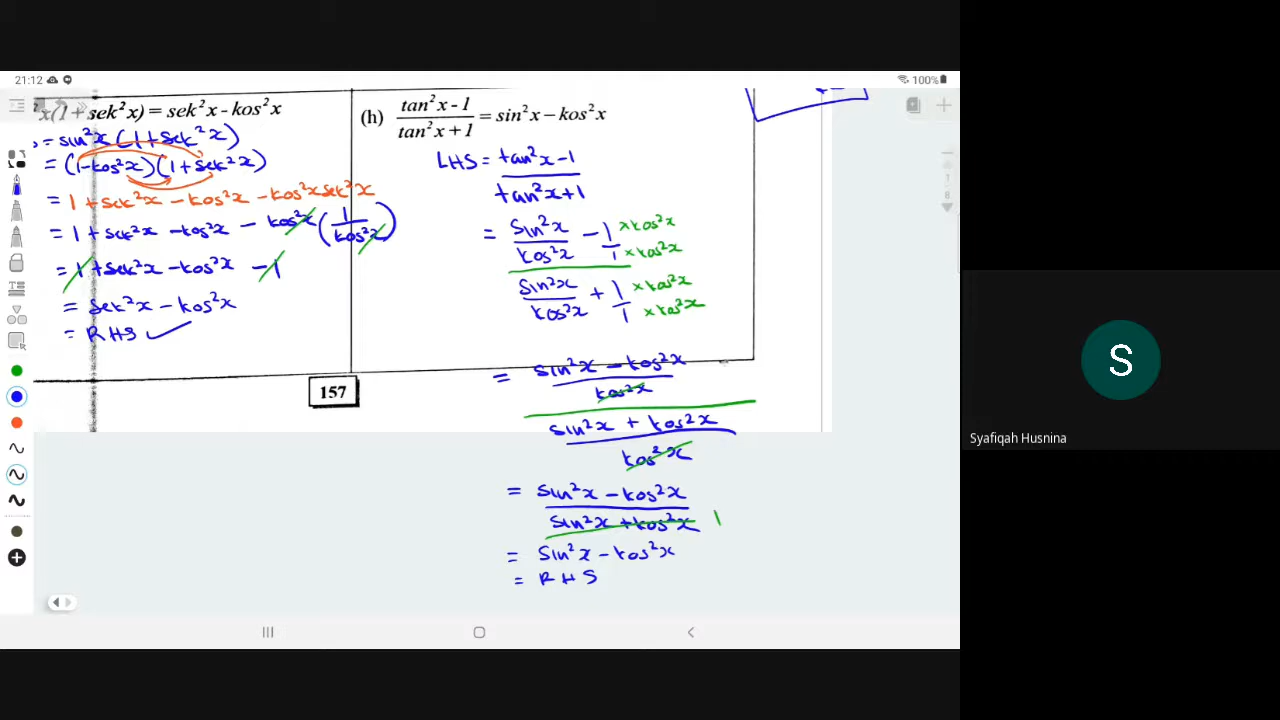 21:12
100%
²x(1+sek²x) = sek²x - kos²x
= sin²x (1+sek²x)
= (1-kos²x)(1+sek²x)
= 1 + sek²x - kos²x - kos²x sek²x
= 1 + sek²x - kos²x - kos²x (1/kos²x)
= 1 + sek²x - kos²x - 1
= sek²x - kos²x
= RHS ✓
157
(h) tan²x - 1 / tan²x + 1 = sin²x - kos²x
LHS = tan²x - 1
tan²x + 1
= sin²x/kos²x - 1/1 ×kos²x ×kos²x
sin²x/kos²x + 1/1 ×kos²x ×kos²x
= sin²x - kos²x
kos²x
sin²x + kos²x
kos²x
= sin²x - kos²x
sin²x + kos²x 1
= sin²x - kos²x
= RHS
S
Syafiqah Husnina